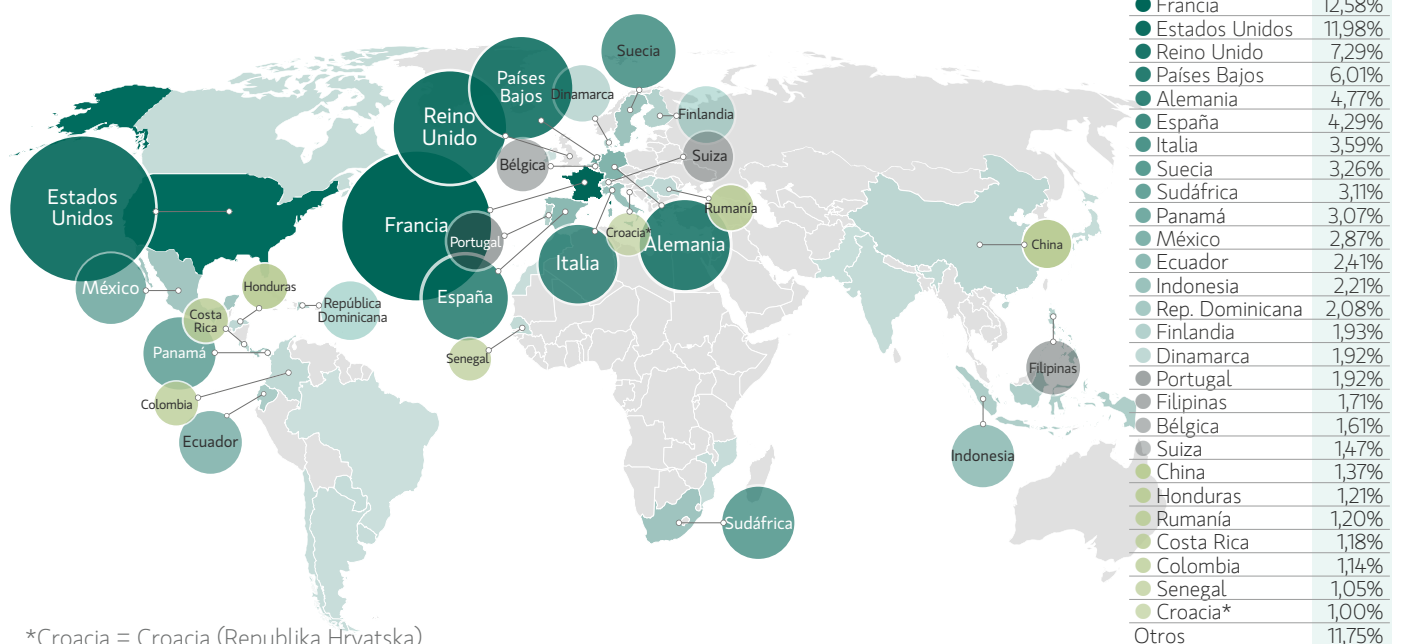 Suecia
Países
Bajos
Dinamarca
Reino
Unido
Finlandia
Bélgica
Suiza
Estados
Unidos
Francia
Portugal
Rumanía
Croacia*
Alemania
China
Italia
México
Honduras
España
República
Dominicana
Costa
Rica
Panamá
Senegal
Filipinas
Colombia
Ecuador
Indonesia
Sudáfrica
*Croacia = Croacia (Republika Hrvatska)
Francia 12,58%
Estados Unidos 11,98%
Reino Unido 7,29%
Países Bajos 6,01%
Alemania 4,77%
España 4,29%
Italia 3,59%
Suecia 3,26%
Sudáfrica 3,11%
Panamá 3,07%
México 2,87%
Ecuador 2,41%
Indonesia 2,21%
Rep. Dominicana 2,08%
Finlandia 1,93%
Dinamarca 1,92%
Portugal 1,92%
Filipinas 1,71%
Bélgica 1,61%
Suiza 1,47%
China 1,37%
Honduras 1,21%
Rumanía 1,20%
Costa Rica 1,18%
Colombia 1,14%
Senegal 1,05%
Croacia* 1,00%
Otros 11,75%